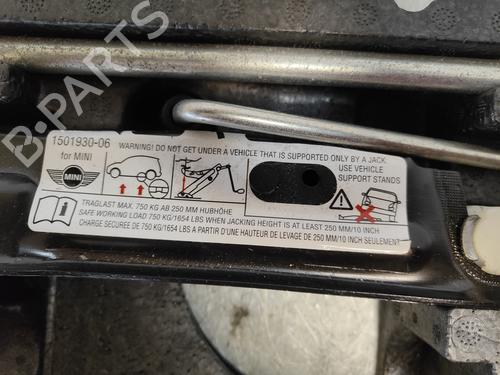 B-PARTS
1501930-06
for MINI
MINI
WARNING! DO NOT GET UNDER A VEHICLE THAT IS SUPPORTED ONLY BY A JACK.
USE VEHICLE
SUPPORT STANDS
TRAGLAST MAX. 750 KG AB 250 MM HUBHÖHE
SAFE WORKING LOAD 750 KG/1654 LBS WHEN JACKING HEIGHT IS AT LEAST 250 MM/10 INCH
CHARGE SECUREE DE 750 KG/1654 LBS A PARTIR D'UNE HAUTEUR DE LEVAGE DE 250 MM/10 INCH SEULEMENT